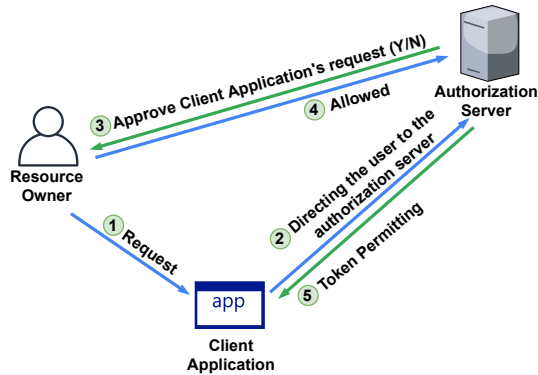 3 Approve Client Application's request (Y/N)
4 Allowed
Authorization
Server
Resource
Owner
1 Request
2 Directing the user to the
authorization server
5 Token Permitting
app
Client
Application